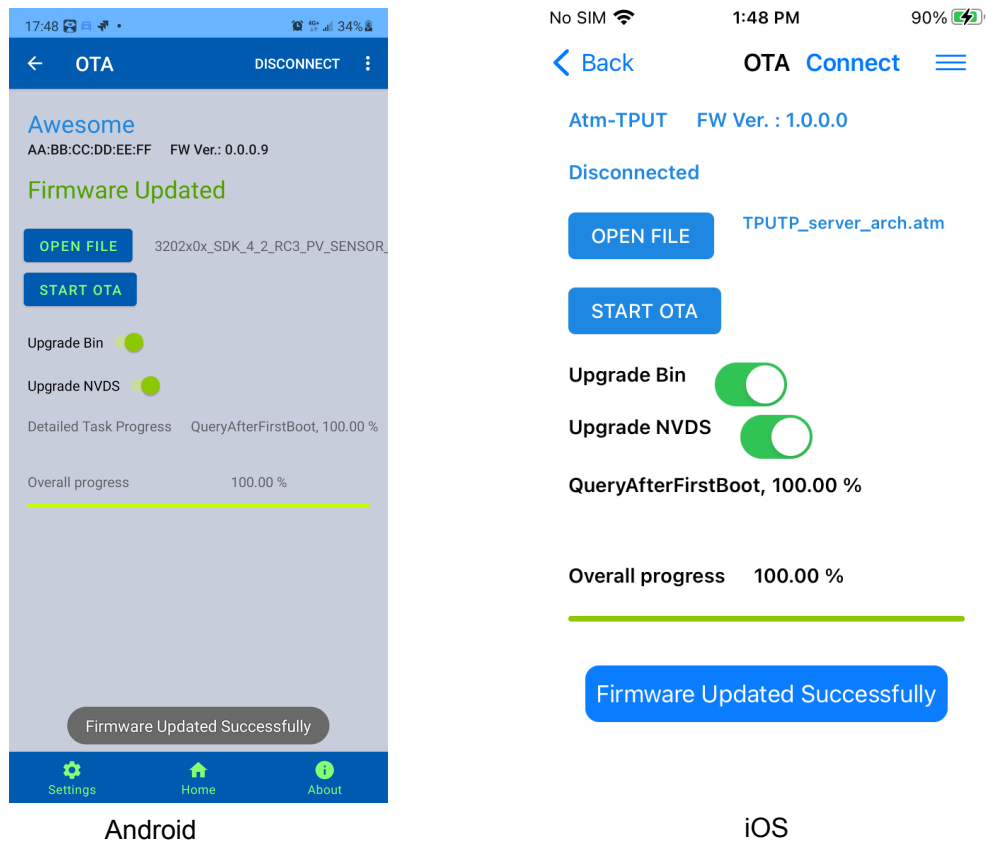 17:48 34%
OTA DISCONNECT
Awesome
AA:BB:CC:DD:EE:FF FW Ver.: 0.0.0.9
Firmware Updated
OPEN FILE 3202x0x_SDK_4_2_RC3_PV_SENSOR_
START OTA
Upgrade Bin
Upgrade NVDS
Detailed Task Progress QueryAfterFirstBoot, 100.00 %
Overall progress 100.00 %
Firmware Updated Successfully
Settings Home About
Android
No SIM 1:48 PM 90%
Back OTA Connect
Atm-TPUT FW Ver. : 1.0.0.0
Disconnected
OPEN FILE TPUTP_server_arch.atm
START OTA
Upgrade Bin
Upgrade NVDS
QueryAfterFirstBoot, 100.00 %
Overall progress 100.00 %
Firmware Updated Successfully
iOS